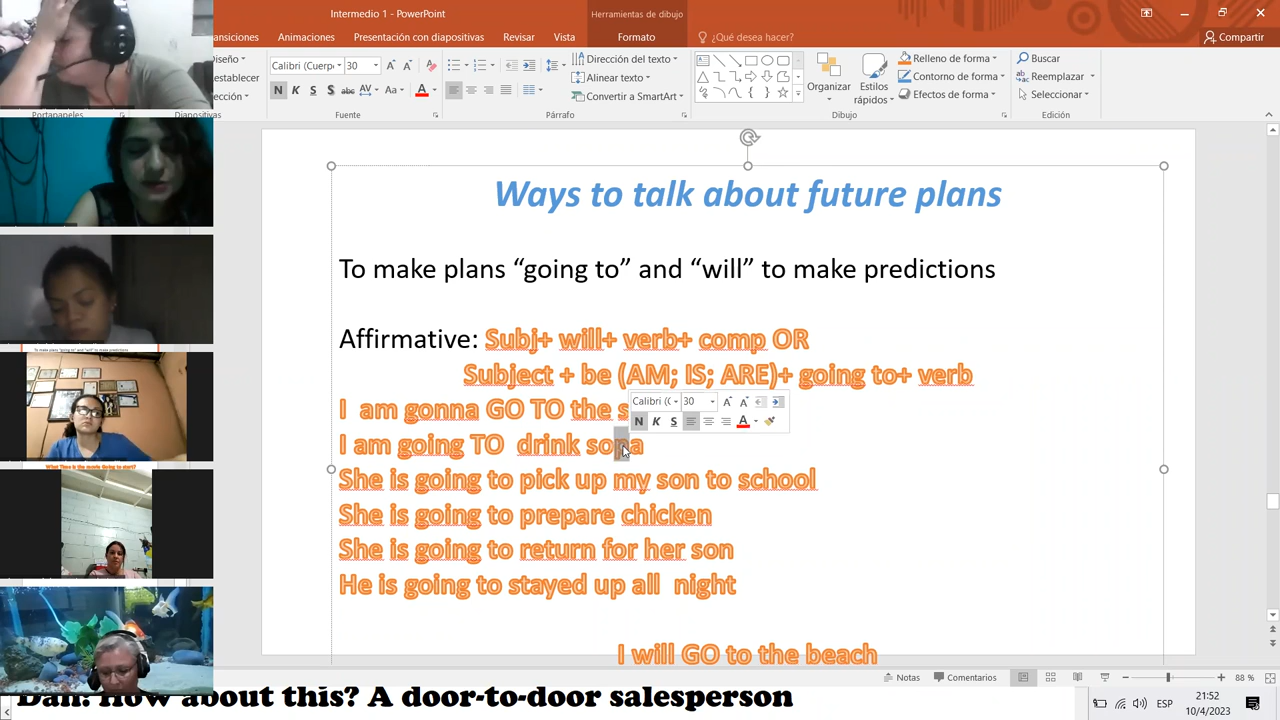 Intermedio 1 - PowerPoint
Herramientas de dibujo
Animaciones
Presentación con diapositivas
Revisar
Vista
Formato
¿Qué desea hacer?
Compartir
Calibri (Cuerp
30
Dirección del texto
Alinear texto
Convertir a SmartArt
Organizar
Estilos
rápidos
Relleno de forma
Contorno de forma
Efectos de forma
Buscar
Reemplazar
Seleccionar
Portapapeles
Diapositivas
Fuente
Párrafo
Dibujo
Edición
Ways to talk about future plans
To make plans “going to” and “will” to make predictions
Affirmative: Subj+ will+ verb+ comp OR
Subject + be (AM; IS; ARE)+ going to+ verb
I am gonna GO TO the s
Calibri (C
30
I am going TO drink sopa
She is going to pick up my son to school
She is going to prepare chicken
She is going to return for her son
He is going to stayed up all night
I will GO to the beach
Notas
Comentarios
88 %
Dan: How about this? A door-to-door salesperson
ESP
21:52
10/4/2023